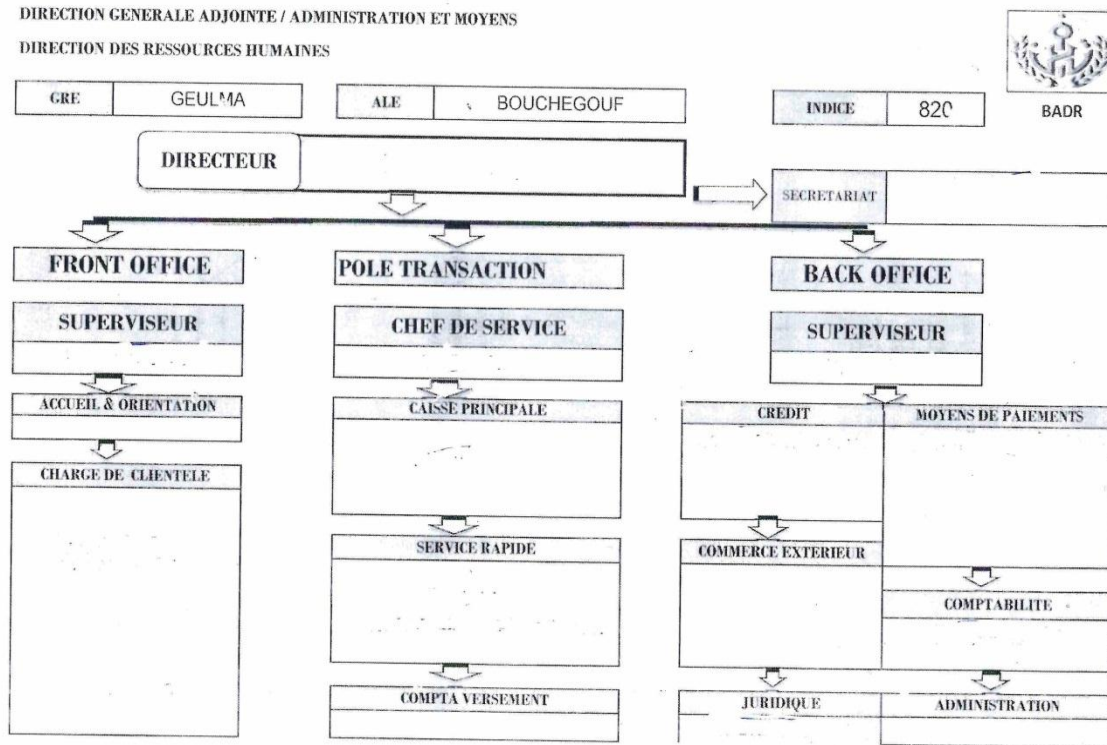 DIRECTION GENERALE ADJOINTE / ADMINISTRATION ET MOYENS
DIRECTION DES RESSOURCES HUMAINES
GRE GEULMA ALE BOUCHEGOUF INDICE 820 BADR
DIRECTEUR
SECRETARIAT
FRONT OFFICE POLE TRANSACTION BACK OFFICE
SUPERVISEUR CHEF DE SERVICE SUPERVISEUR
ACCUEIL & ORIENTATION CAISSE PRINCIPALE CREDIT MOYENS DE PAIEMENTS
CHARGE DE CLIENTELE
SERVICE RAPIDE COMMERCE EXTERIEUR
COMPTABILITE
COMPTA VERSEMENT JURIDIQUE ADMINISTRATION